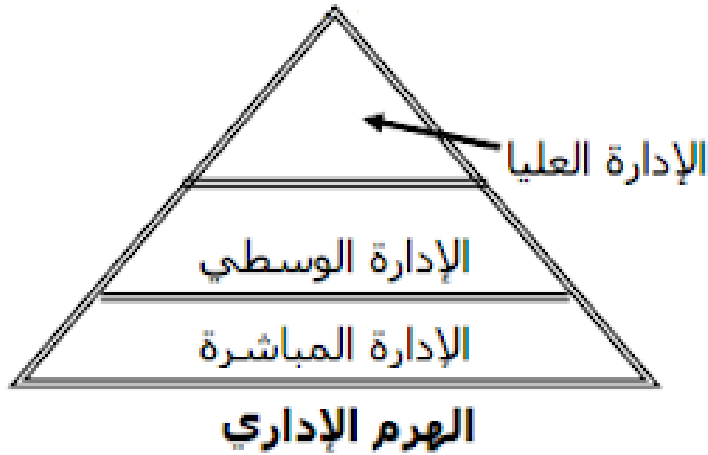 الإدارة العليا
الإدارة الوسطي
الإدارة المباشرة
الهرم الإداري